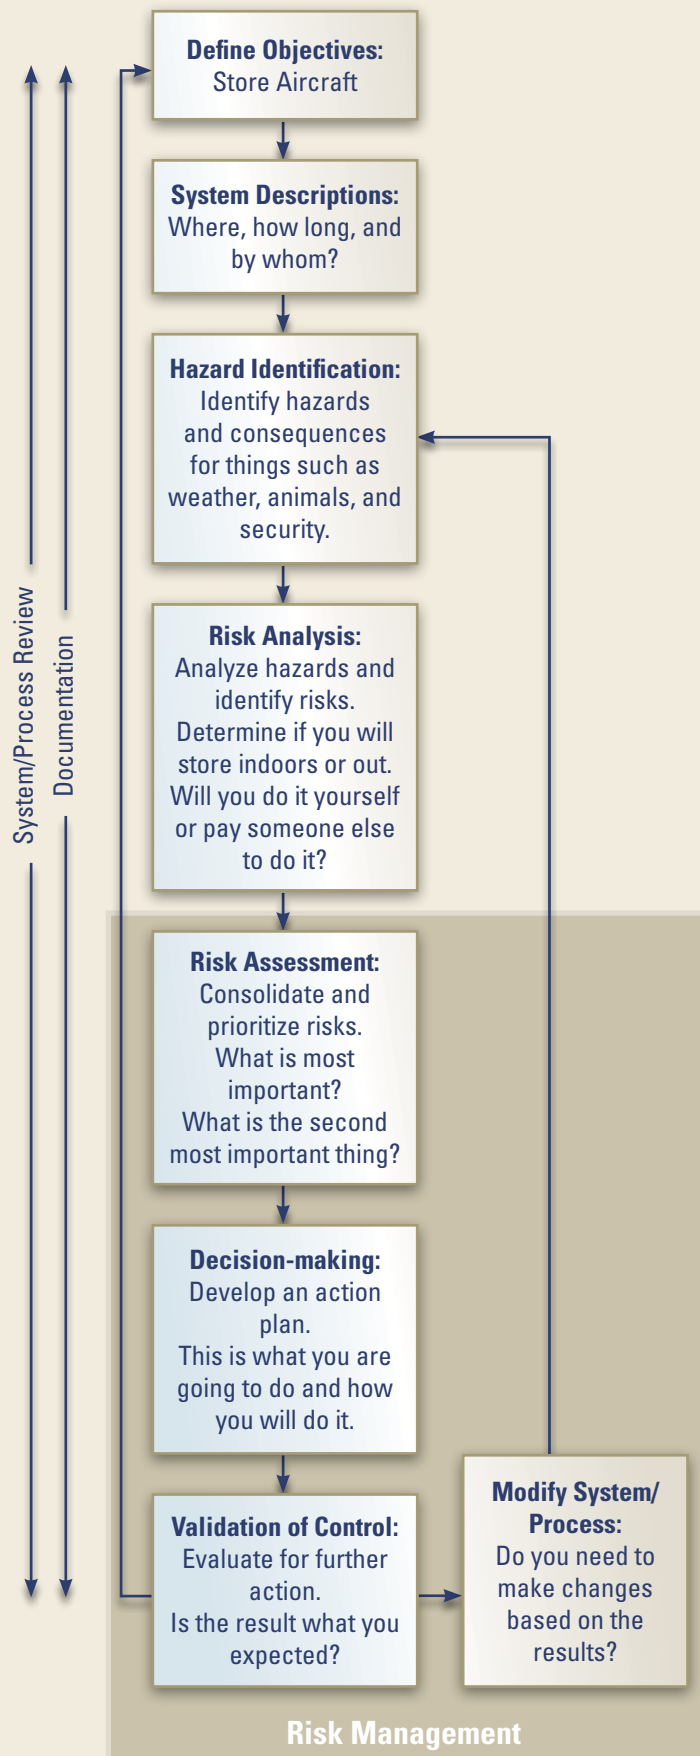 Define Objectives:
Store Aircraft
System Descriptions:
Where, how long, and
by whom?
Hazard Identification:
Identify hazards
and consequences
for things such as
weather, animals, and
security.
Risk Analysis:
Analyze hazards and
identify risks.
Determine if you will
store indoors or out.
Will you do it yourself
or pay someone else
to do it?
System/Process Review
Documentation
Risk Assessment:
Consolidate and
prioritize risks.
What is most
important?
What is the second
most important thing?
Decision-making:
Develop an action
plan.
This is what you are
going to do and how
you will do it.
Validation of Control:
Evaluate for further
action.
Is the result what you
expected?
Modify System/
Process:
Do you need to
make changes
based on the
results?
Risk Management